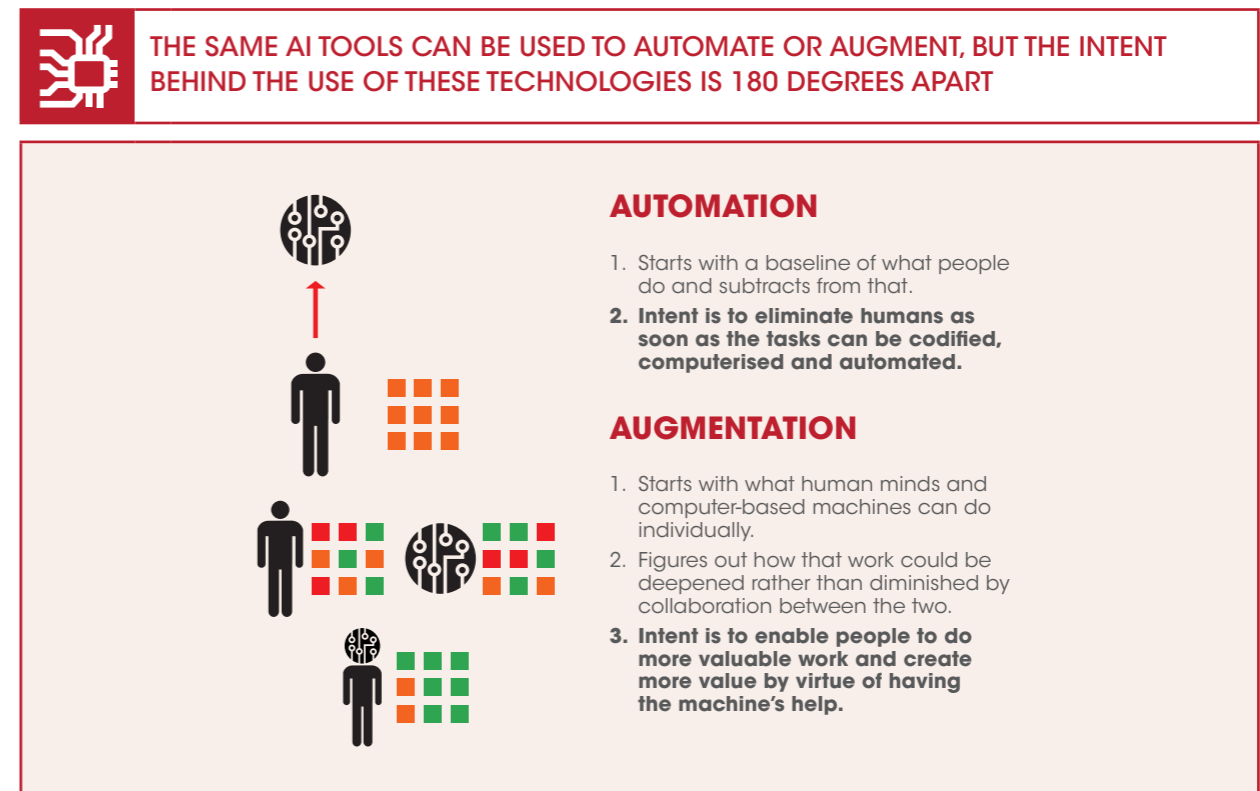 THE SAME AI TOOLS CAN BE USED TO AUTOMATE OR AUGMENT, BUT THE INTENT
BEHIND THE USE OF THESE TECHNOLOGIES IS 180 DEGREES APART
AUTOMATION
1. Starts with a baseline of what people
do and subtracts from that.
2. Intent is to eliminate humans as
soon as the tasks can be codified,
computerised and automated.
AUGMENTATION
1. Starts with what human minds and
computer-based machines can do
individually.
2. Figures out how that work could be
deepened rather than diminished by
collaboration between the two.
3. Intent is to enable people to do
more valuable work and create
more value by virtue of having
the machine's help.